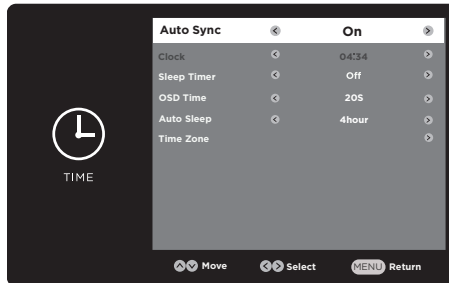 Auto Sync On
Clock 04:34
Sleep Timer Off
OSD Time 20S
Auto Sleep 4hour
Time Zone
TIME
Move Select MENU Return